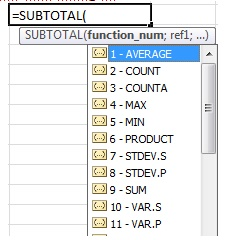 =SUBTOTAL(
SUBTOTAL(function_num; ref1; ...)
1 - AVERAGE
2 - COUNT
3 - COUNTA
4 - MAX
5 - MIN
6 - PRODUCT
7 - STDEV.S
8 - STDEV.P
9 - SUM
10 - VAR.S
11 - VAR.P